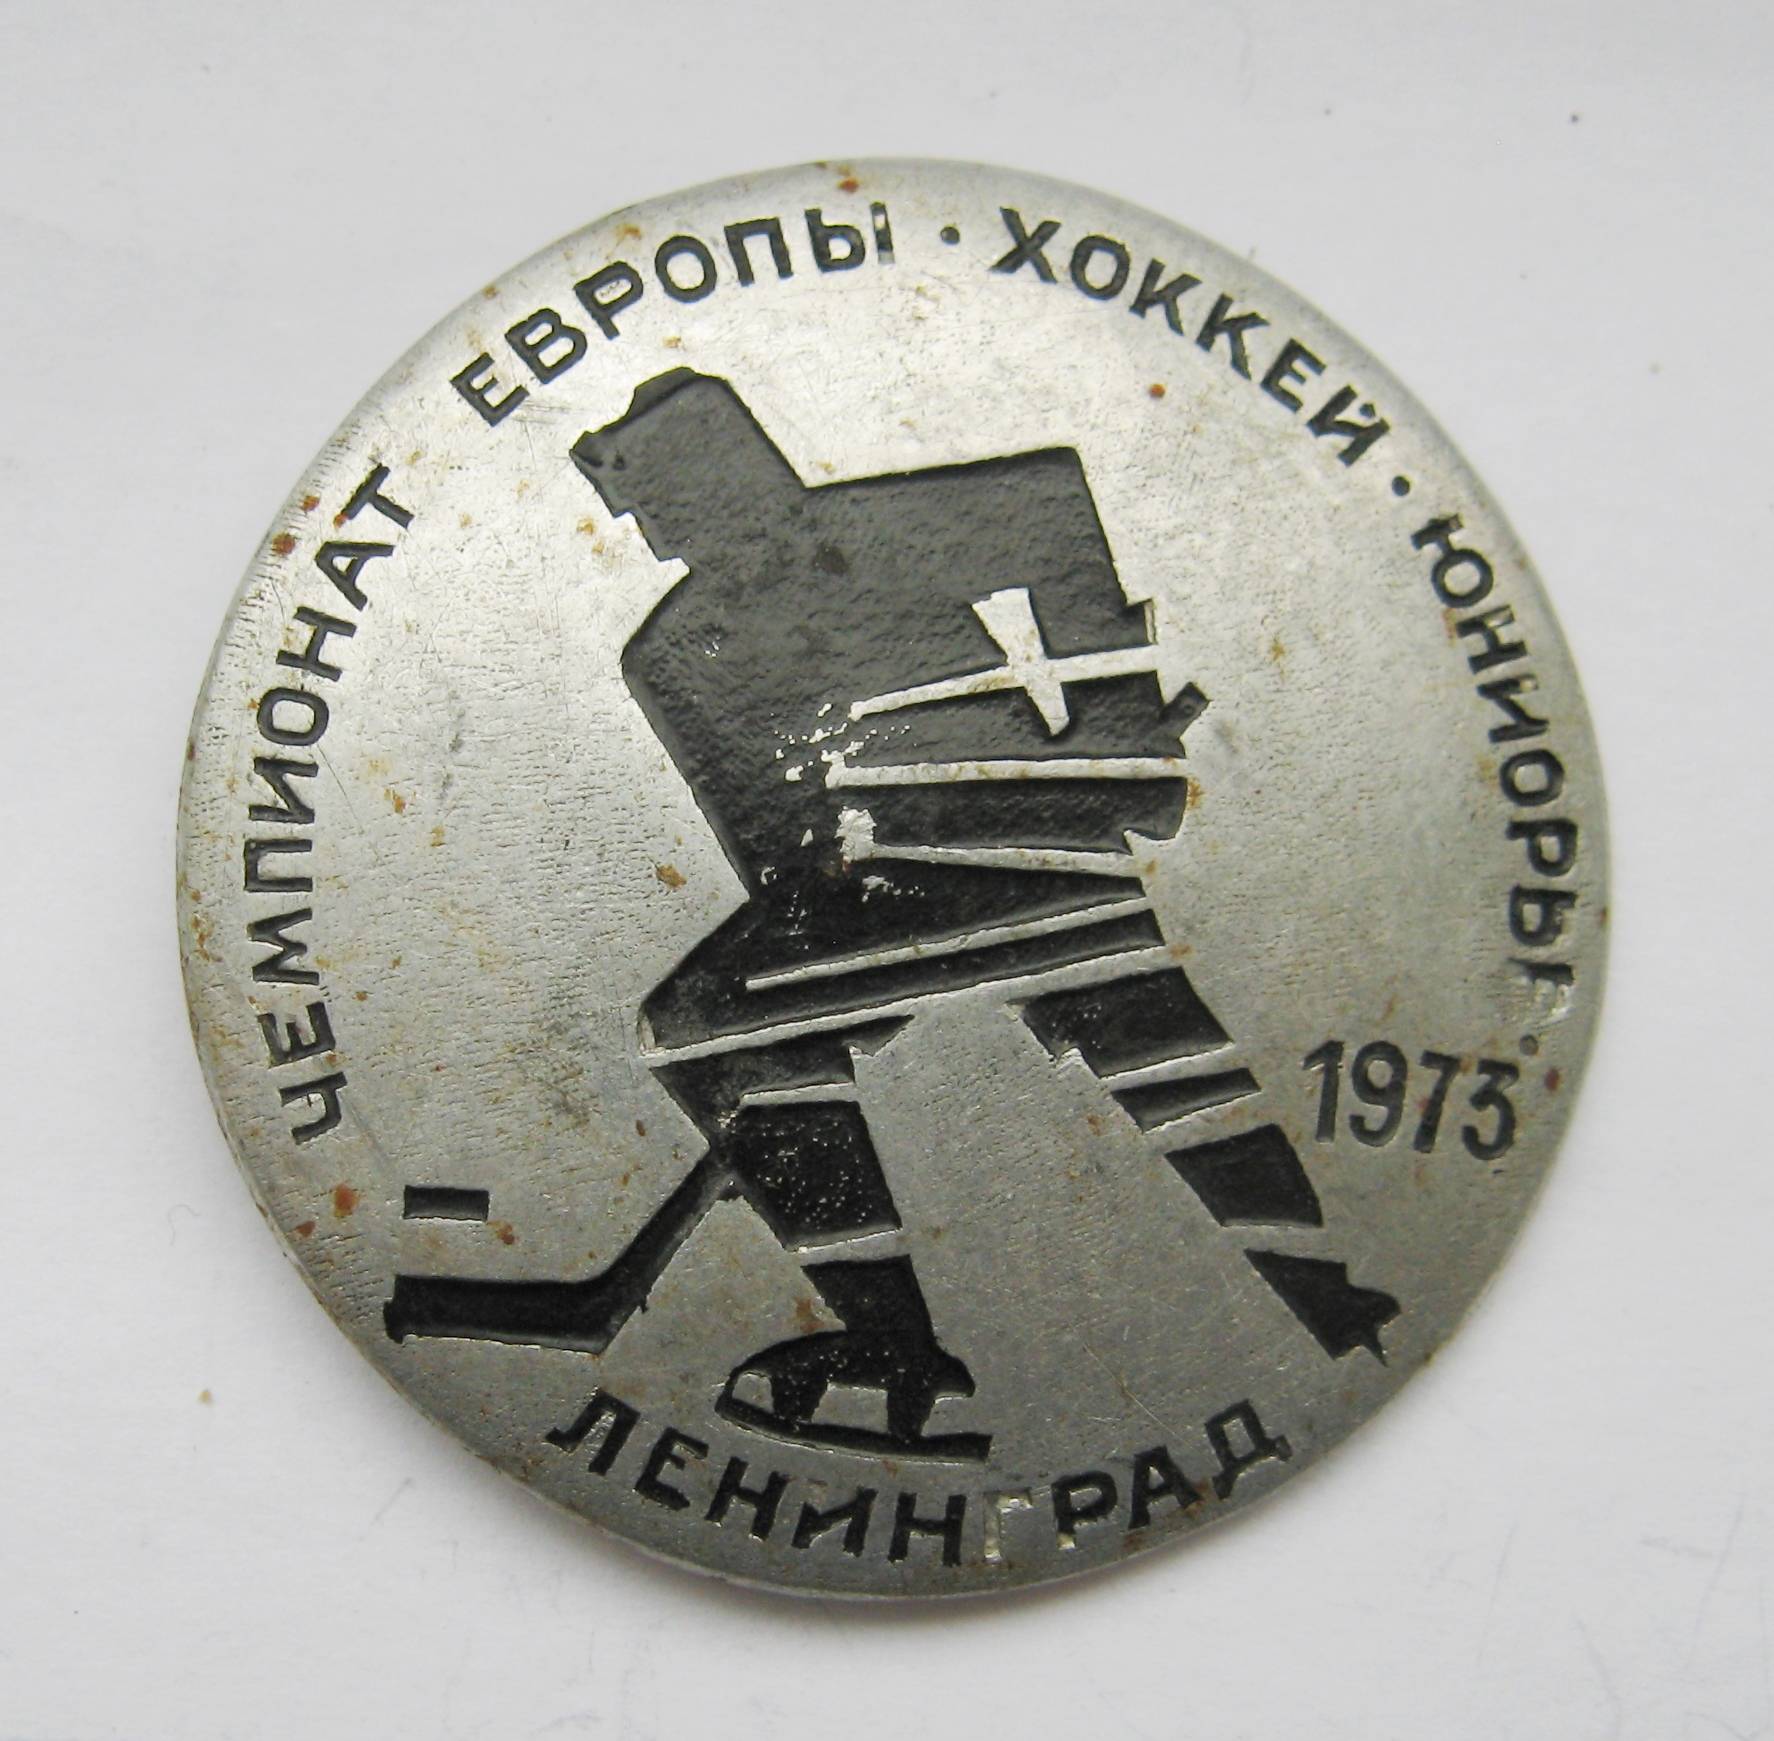 ЧЕМПИОНАТ ЕВРОПЫ · ХОККЕЙ · ЮНИОРЫ ·
1973
ЛЕНИНГРАД